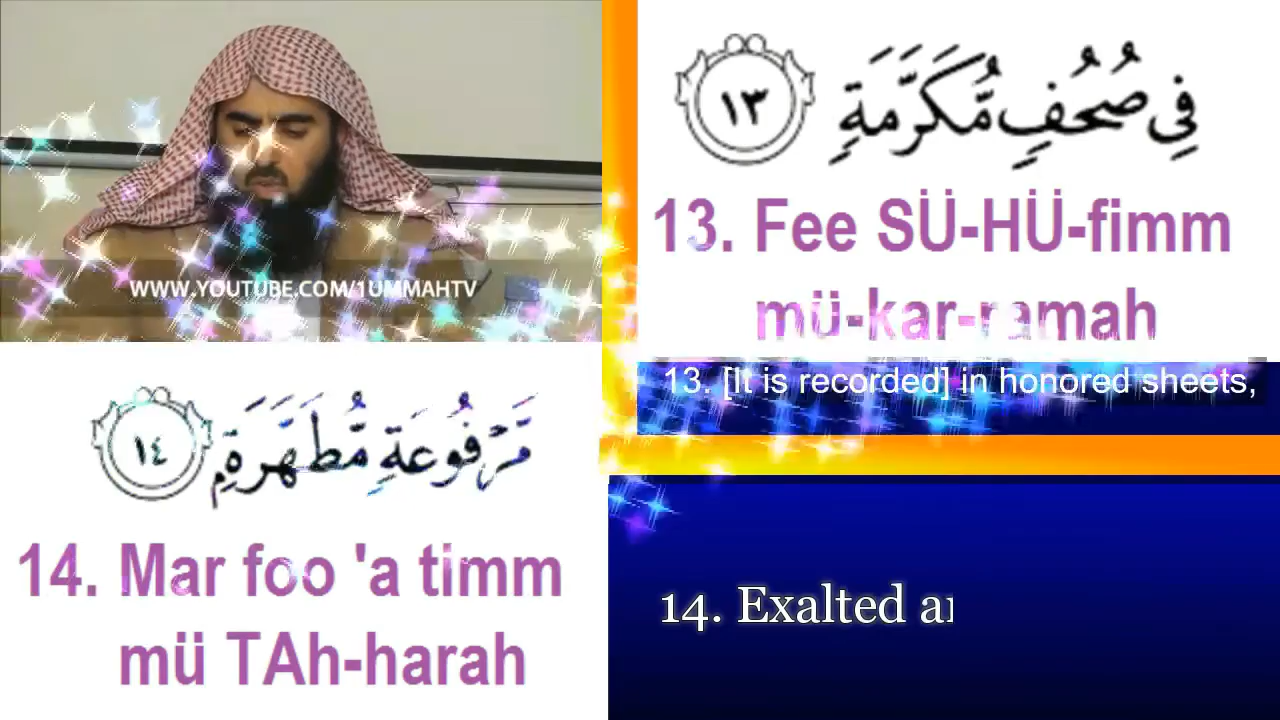 WWW.YOUTUBE.COM/1UMMAHTV
فِي صُحُفٍ مُّكَرَّمَةٍ ١٣
13. Fee SÜ-HÜ-fimm
mü-kar-ramah
13. [It is recorded] in honored sheets,
مَّرْفُوعَةٍ مُّطَهَّرَةٍۭ ١٤
14. Mar foo 'a timm
mü TAh-harah
14. Exalted an